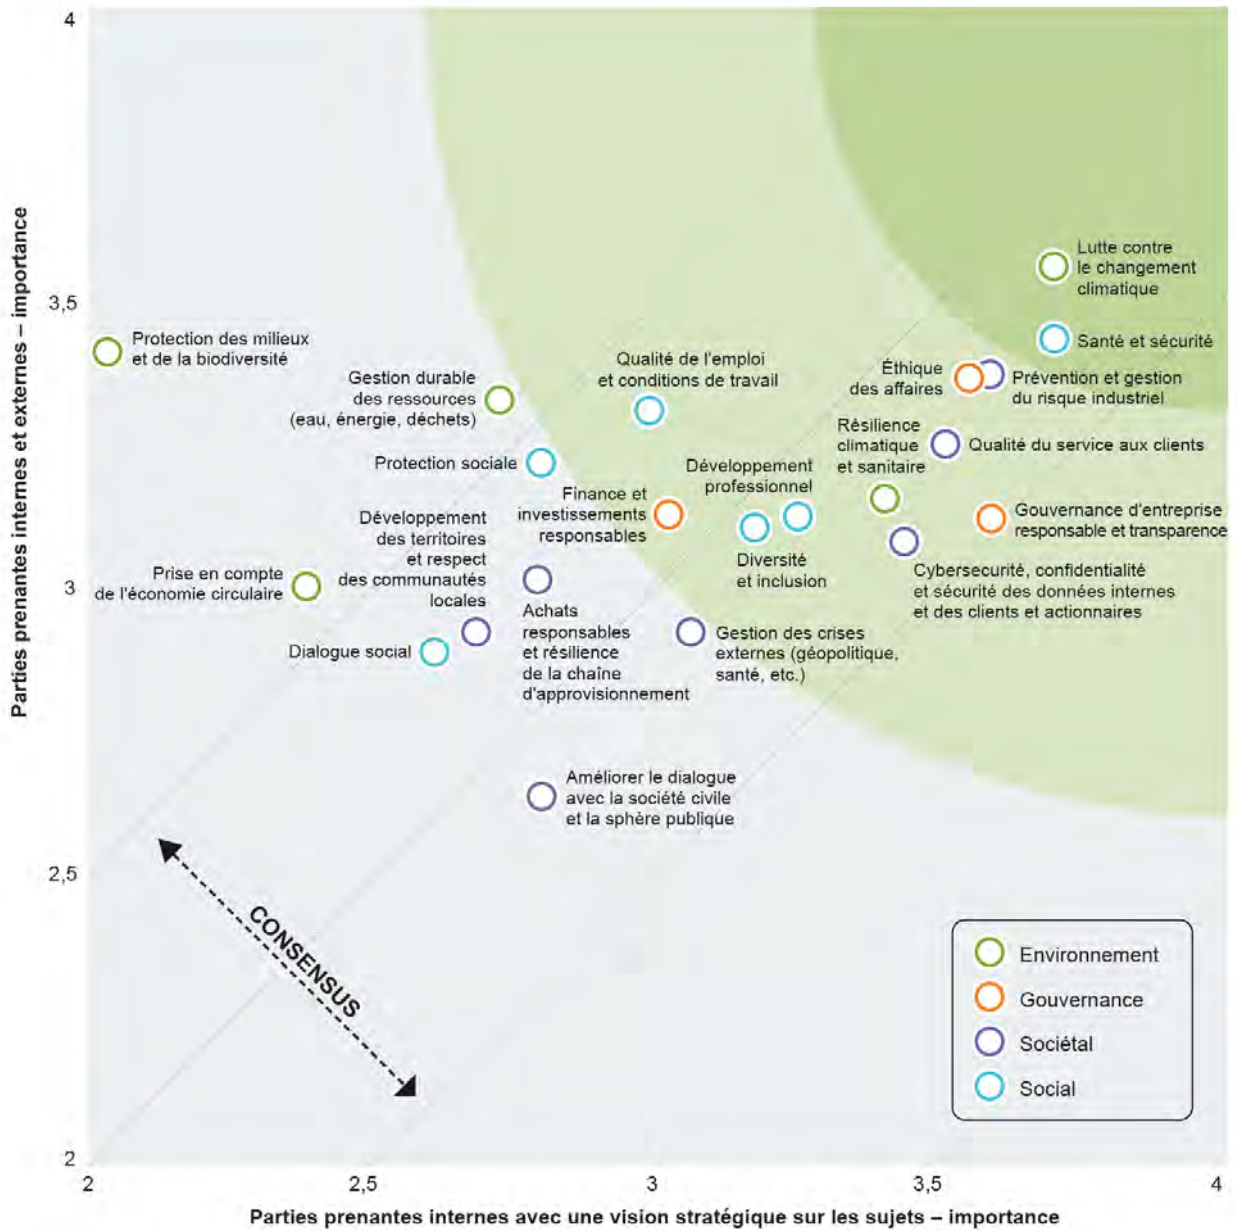 4
Parties prenantes internes et externes – importance
Lutte contre
le changement
climatique
3,5
Protection des milieux
et de la biodiversité
Santé et sécurité
Qualité de l'emploi
et conditions de travail
Éthique
des affaires
Prévention et gestion
du risque industriel
Gestion durable
des ressources
(eau, énergie, déchets)
Résilience
climatique
et sanitaire
Qualité du service aux clients
Protection sociale
Développement
professionnel
Finance et
investissements
responsables
Gouvernance d'entreprise
responsable et transparence
Développement
des territoires
et respect
des communautés
locales
Diversité
et inclusion
Cybersecurité, confidentialité
et sécurité des données internes
et des clients et actionnaires
3
Prise en compte
de l'économie circulaire
Achats
responsables
et résilience
de la chaîne
d'approvisionnement
Dialogue social
Gestion des crises
externes (géopolitique,
santé, etc.)
Améliorer le dialogue
avec la société civile
et la sphère publique
2,5
CONSENSUS
Environnement
Gouvernance
Sociétal
Social
2
2
2,5
3
3,5
4
Parties prenantes internes avec une vision stratégique sur les sujets – importance